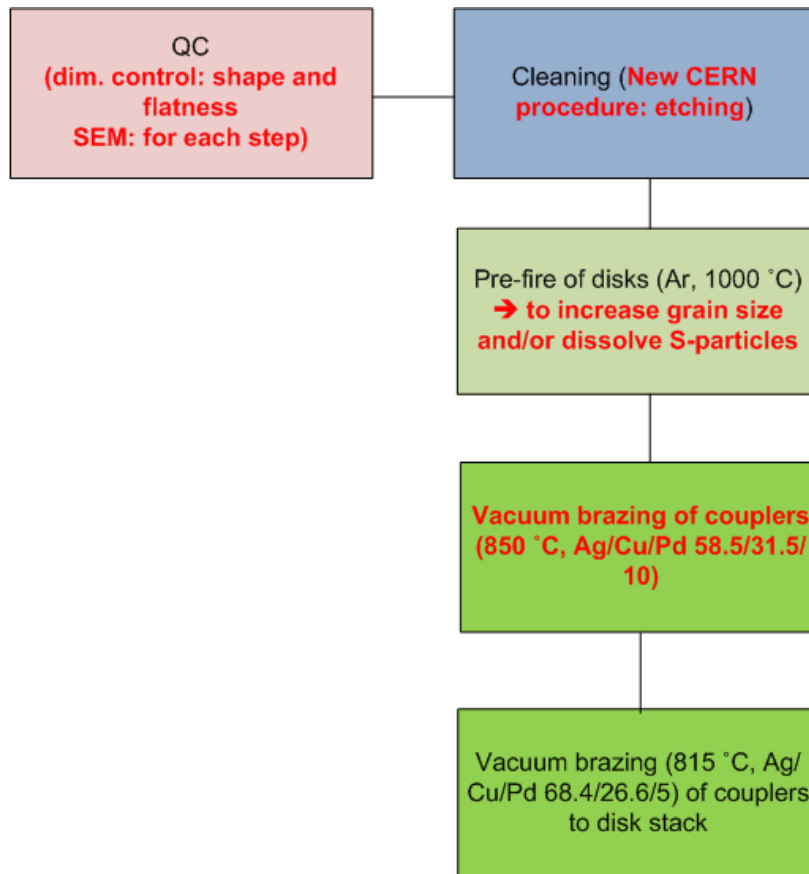 QC
(dim. control: shape and
flatness
SEM: for each step)
Cleaning (New CERN
procedure: etching)
Pre-fire of disks (Ar, 1000 ˚C)
➔ to increase grain size
and/or dissolve S-particles
Vacuum brazing of couplers
(850 ˚C, Ag/Cu/Pd 58.5/31.5/
10)
Vacuum brazing (815 ˚C, Ag/
Cu/Pd 68.4/26.6/5) of couplers
to disk stack